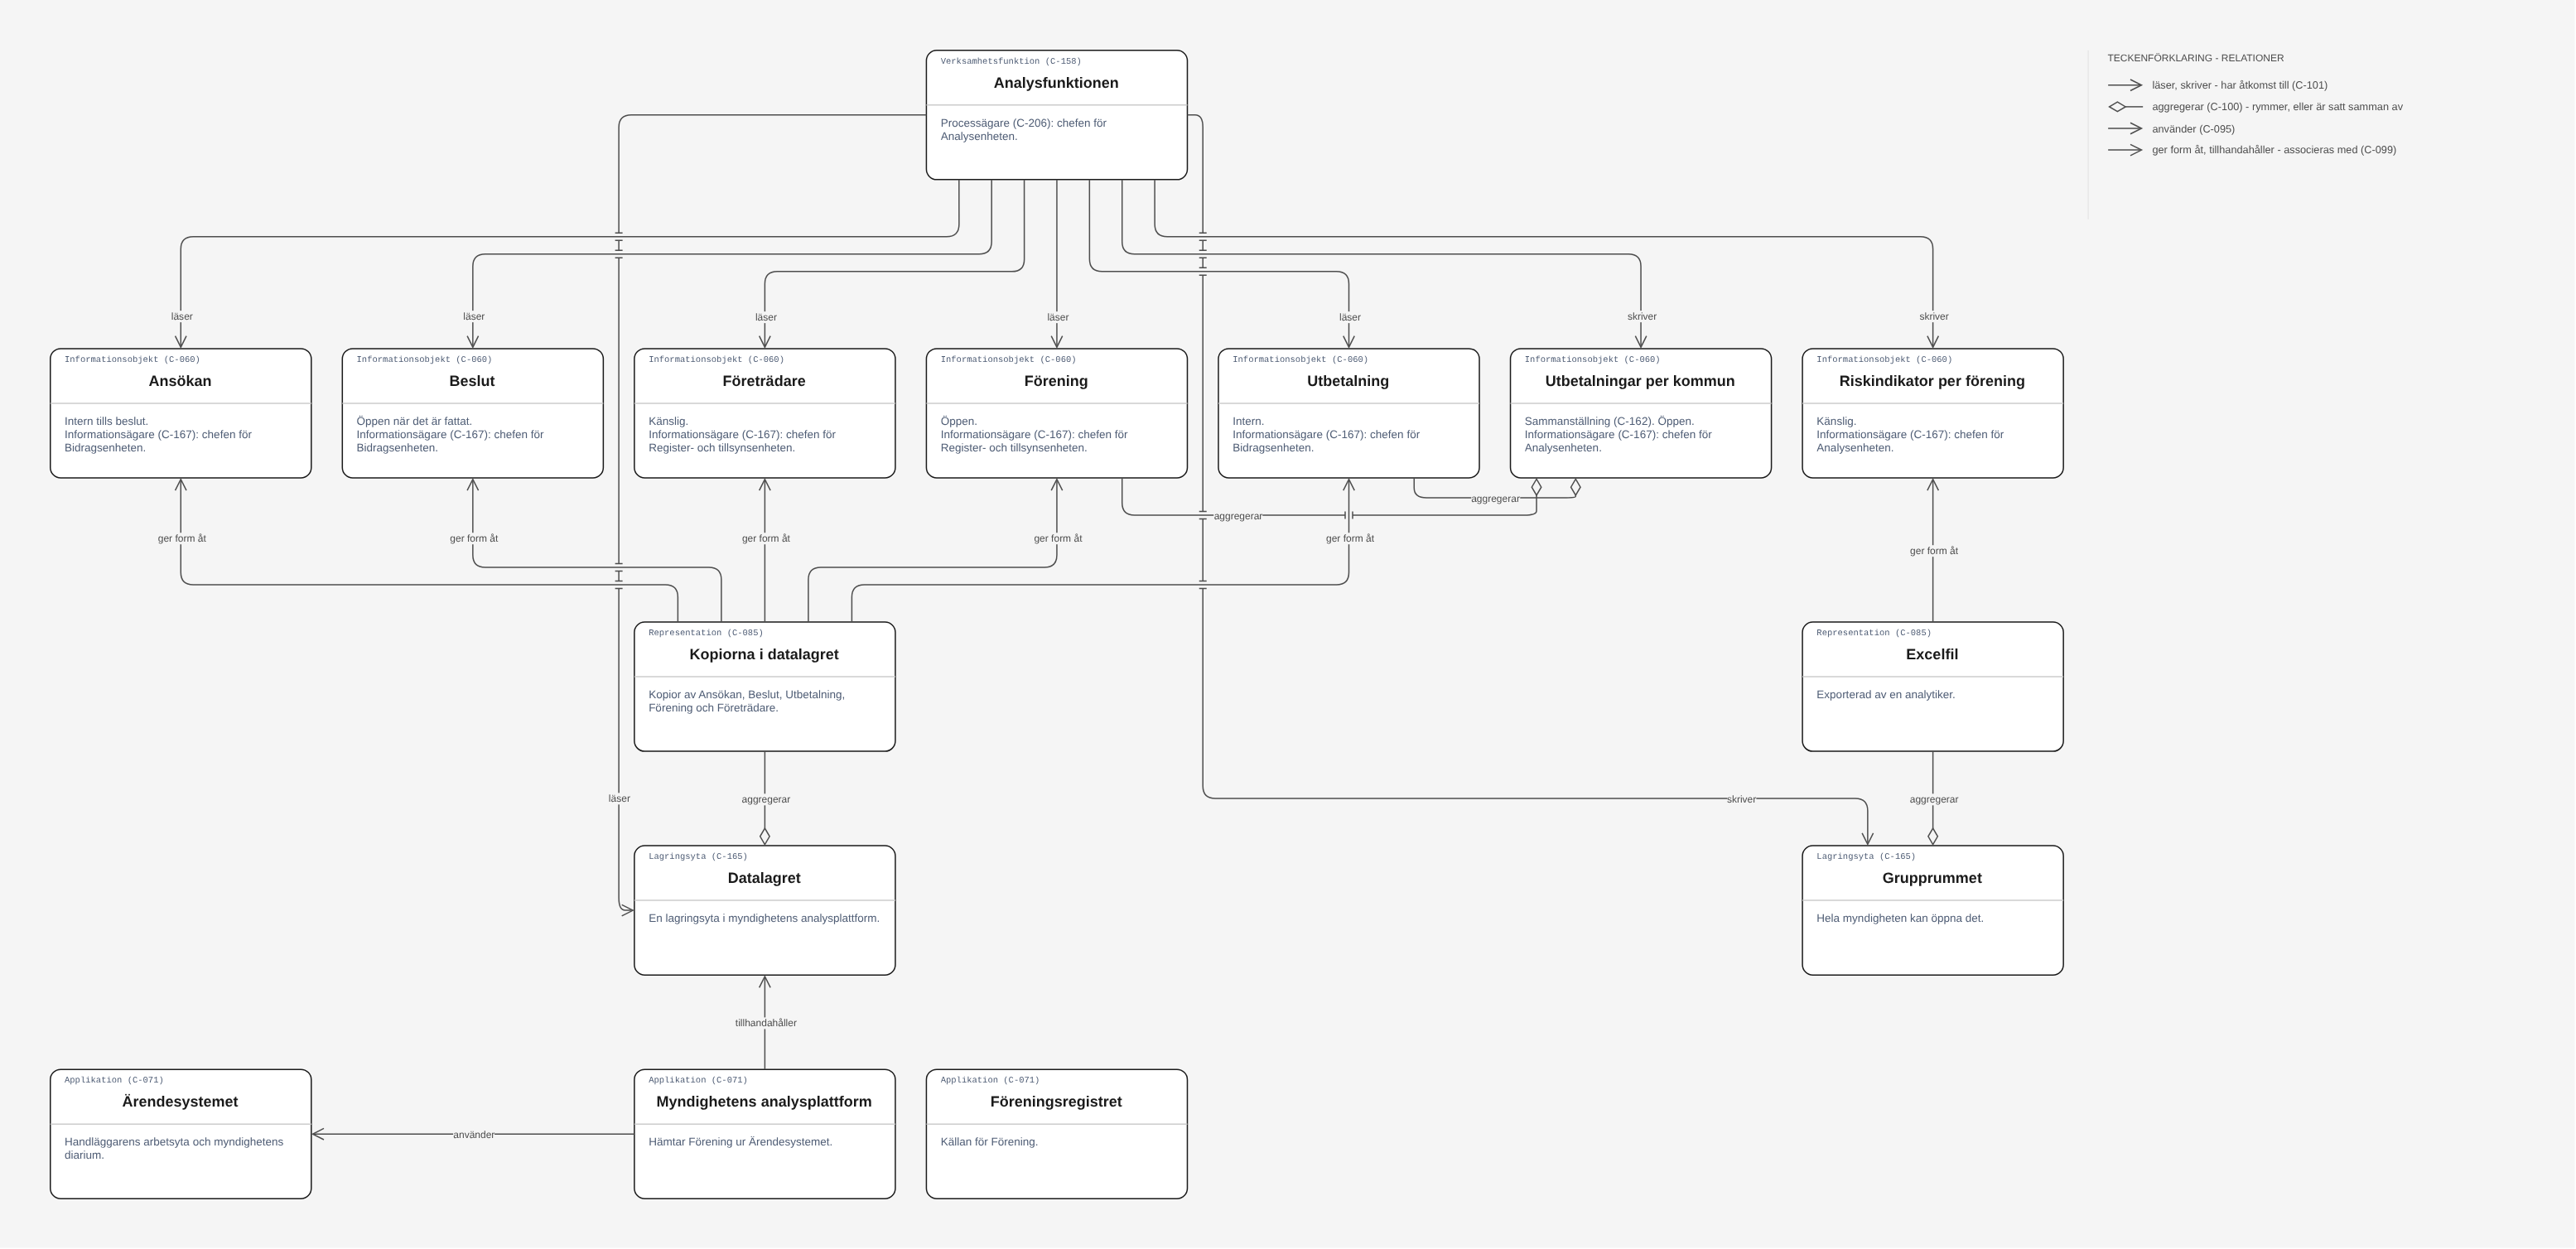 Verksamhetsfunktion (C-158)
Analysfunktionen
Processägare (C-206): chefen för
Analysenheten.
TECKENFÖRKLARING - RELATIONER
läser, skriver - har åtkomst till (C-101)
aggregerar (C-100) - rymmer, eller är satt samman av
använder (C-095)
ger form åt, tillhandahåller - associeras med (C-099)
läser
läser
läser
läser
läser
skriver
skriver
Informationsobjekt (C-060)
Ansökan
Intern tills beslut.
Informationsägare (C-167): chefen för
Bidragsenheten.
Informationsobjekt (C-060)
Beslut
Öppen när det är fattat.
Informationsägare (C-167): chefen för
Bidragsenheten.
Informationsobjekt (C-060)
Företrädare
Känslig.
Informationsägare (C-167): chefen för
Register- och tillsynsenheten.
Informationsobjekt (C-060)
Förening
Öppen.
Informationsägare (C-167): chefen för
Register- och tillsynsenheten.
Informationsobjekt (C-060)
Utbetalning
Intern.
Informationsägare (C-167): chefen för
Bidragsenheten.
Informationsobjekt (C-060)
Utbetalningar per kommun
Sammanställning (C-162). Öppen.
Informationsägare (C-167): chefen för
Analysenheten.
Informationsobjekt (C-060)
Riskindikator per förening
Känslig.
Informationsägare (C-167): chefen för
Analysenheten.
aggregerar
aggregerar
ger form åt
ger form åt
ger form åt
ger form åt
ger form åt
ger form åt
Representation (C-085)
Kopiorna i datalagret
Kopior av Ansökan, Beslut, Utbetalning,
Förening och Företrädare.
Representation (C-085)
Excelfil
Exporterad av en analytiker.
läser
aggregerar
skriver
aggregerar
Lagringsyta (C-165)
Datalagret
En lagringsyta i myndighetens analysplattform.
Lagringsyta (C-165)
Grupprummet
Hela myndigheten kan öppna det.
tillhandahåller
Applikation (C-071)
Ärendesystemet
Handläggarens arbetsyta och myndighetens
diarium.
använder
Applikation (C-071)
Myndighetens analysplattform
Hämtar Förening ur Ärendesystemet.
Applikation (C-071)
Föreningsregistret
Källan för Förening.